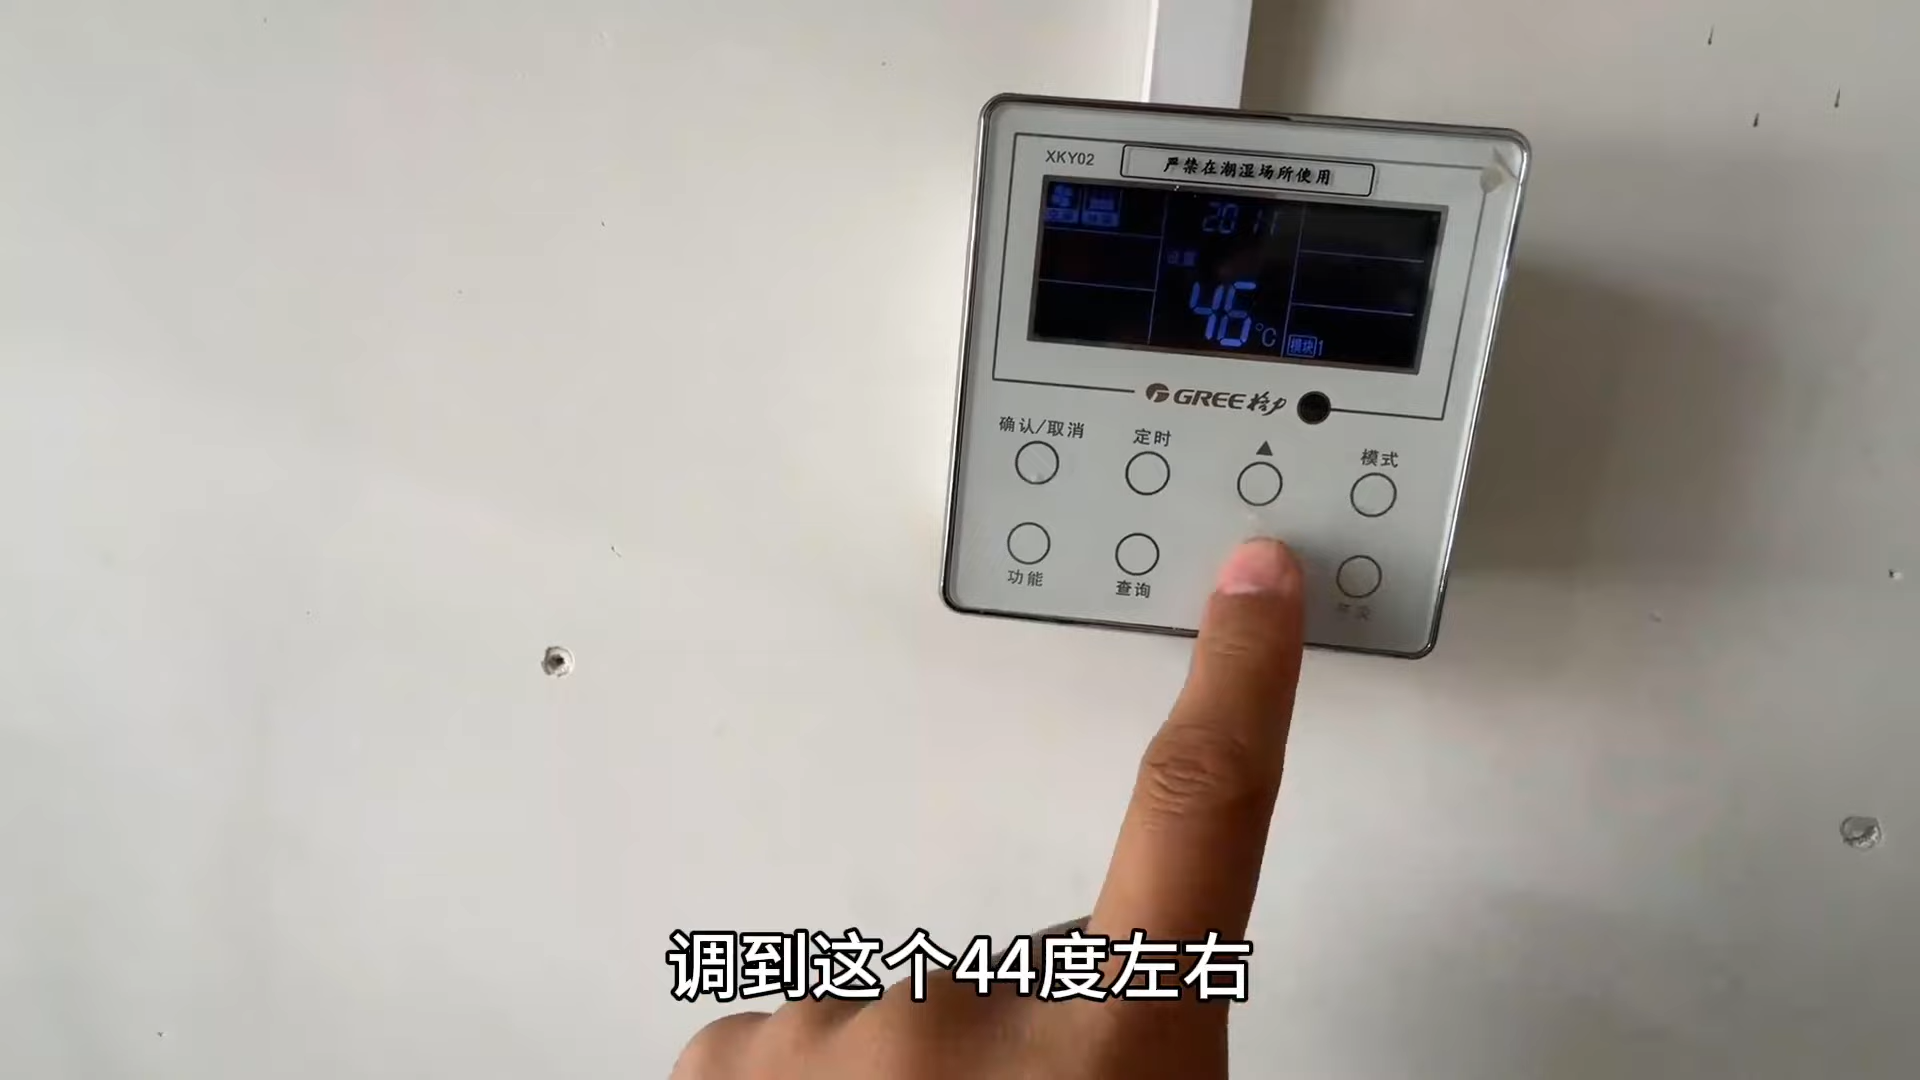 XKY02
严禁在潮湿场所使用
设置
46℃
模块1
GREE格力
确认/取消
定时
▲
模式
功能
查询
调到这个44度左右